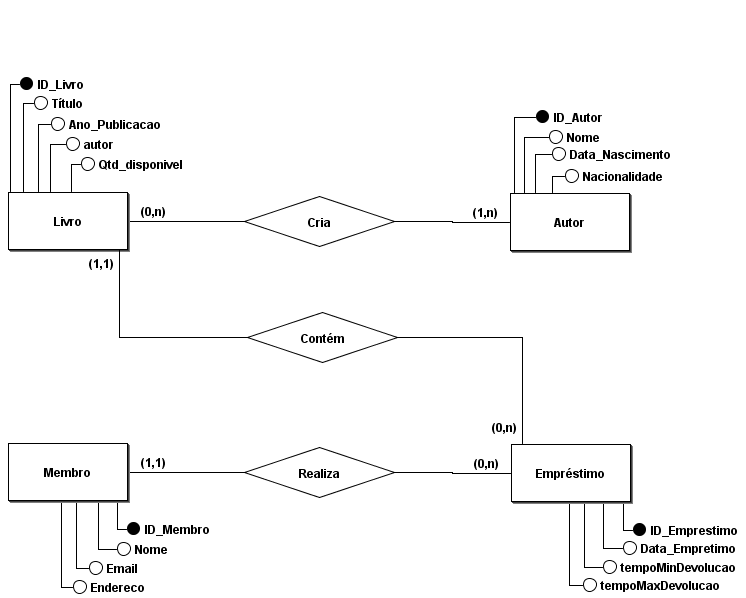 ID_Livro
Título
Ano_Publicacao
autor
Qtd_disponivel
ID_Autor
Nome
Data_Nascimento
Nacionalidade
Livro
(0,n)
Cria
(1,n)
Autor
(1,1)
Contém
(0,n)
Membro
(1,1)
Realiza
(0,n)
Empréstimo
ID_Membro
Nome
Email
Endereco
ID_Emprestimo
Data_Empretimo
tempoMinDevolucao
tempoMaxDevolucao